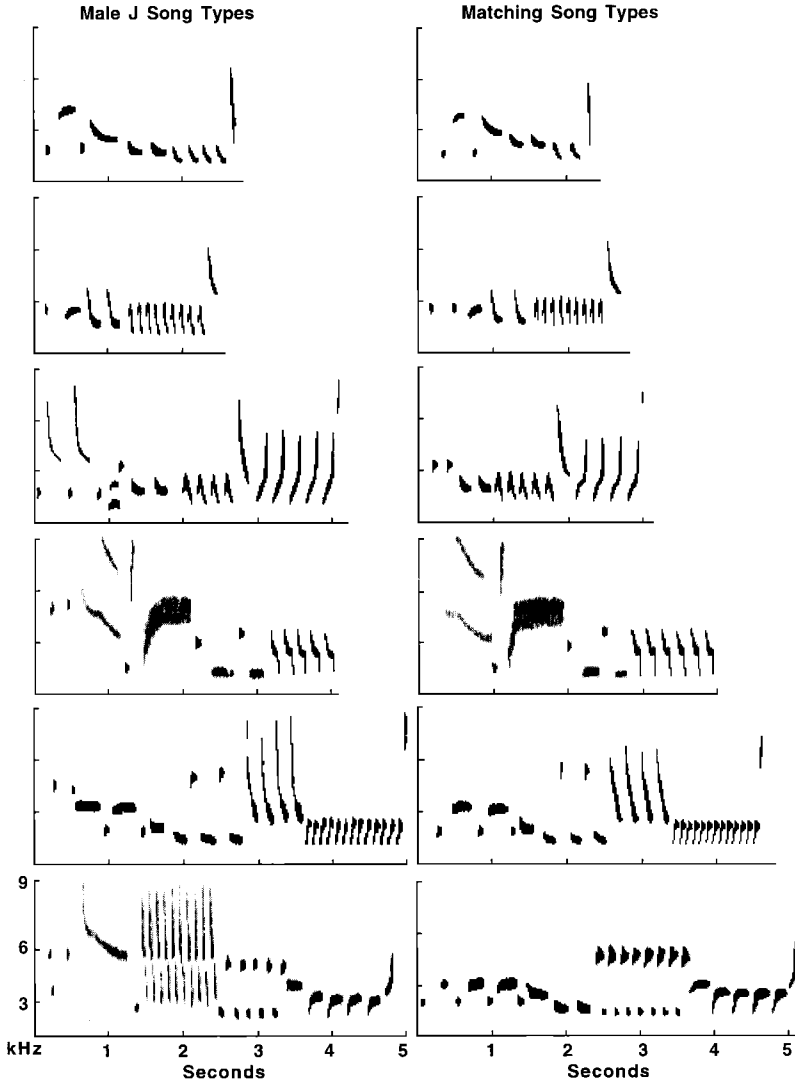 Male J Song Types
Matching Song Types
9
6
3
kHz
1 2 3 4 5
1 2 3 4 5
Seconds
Seconds